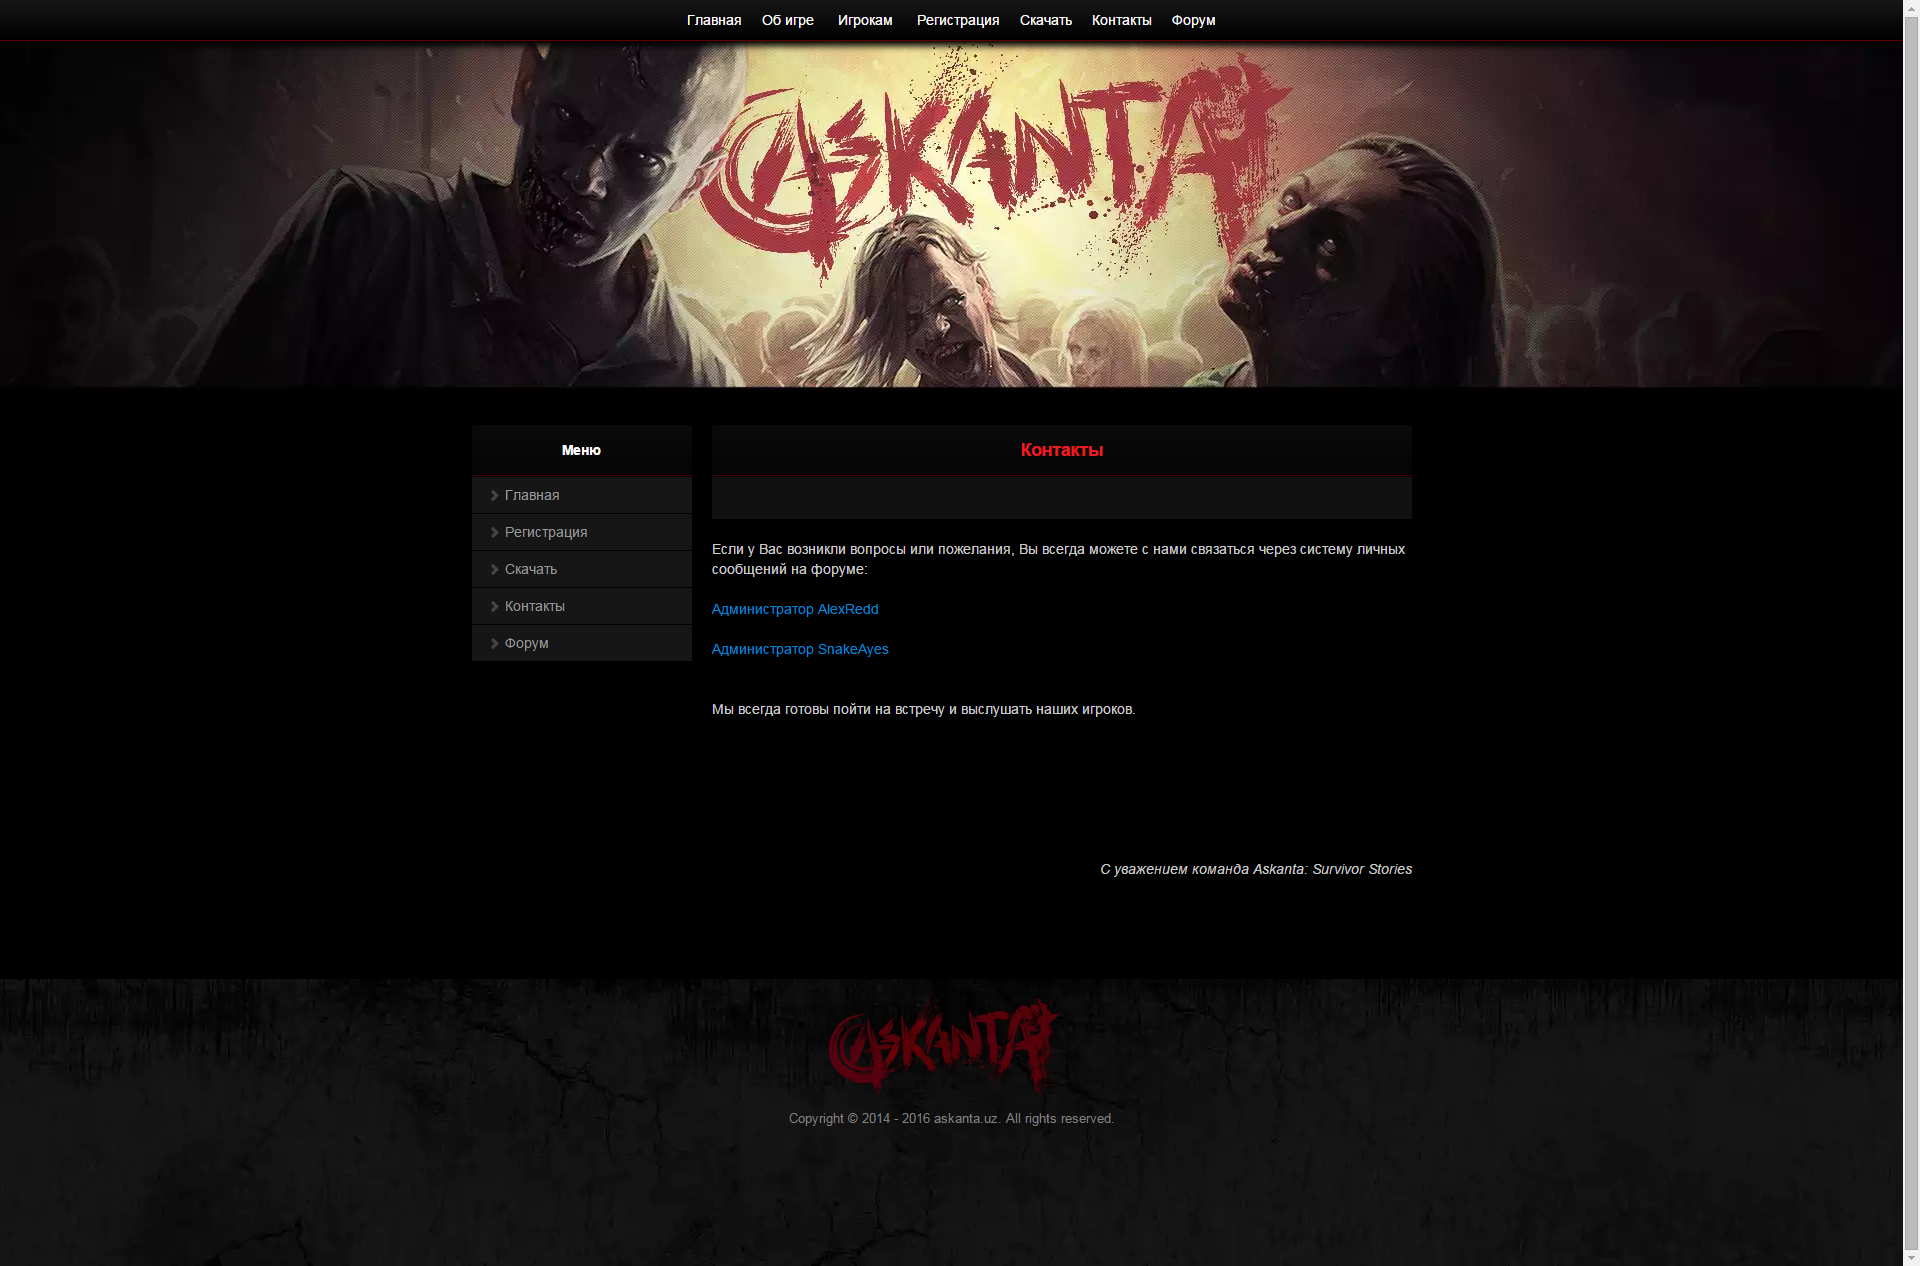 Главная Об игре Игрокам Регистрация Скачать Контакты Форум
ASKANTA
Меню
Главная
Регистрация
Скачать
Контакты
Форум
Контакты
Если у Вас возникли вопросы или пожелания, Вы всегда можете с нами связаться через систему личных
сообщений на форуме:
Администратор AlexRedd
Администратор SnakeAyes
Мы всегда готовы пойти на встречу и выслушать наших игроков.
С уважением команда Askanta: Survivor Stories
ASKANTA
Copyright © 2014 - 2016 askanta.uz. All rights reserved.